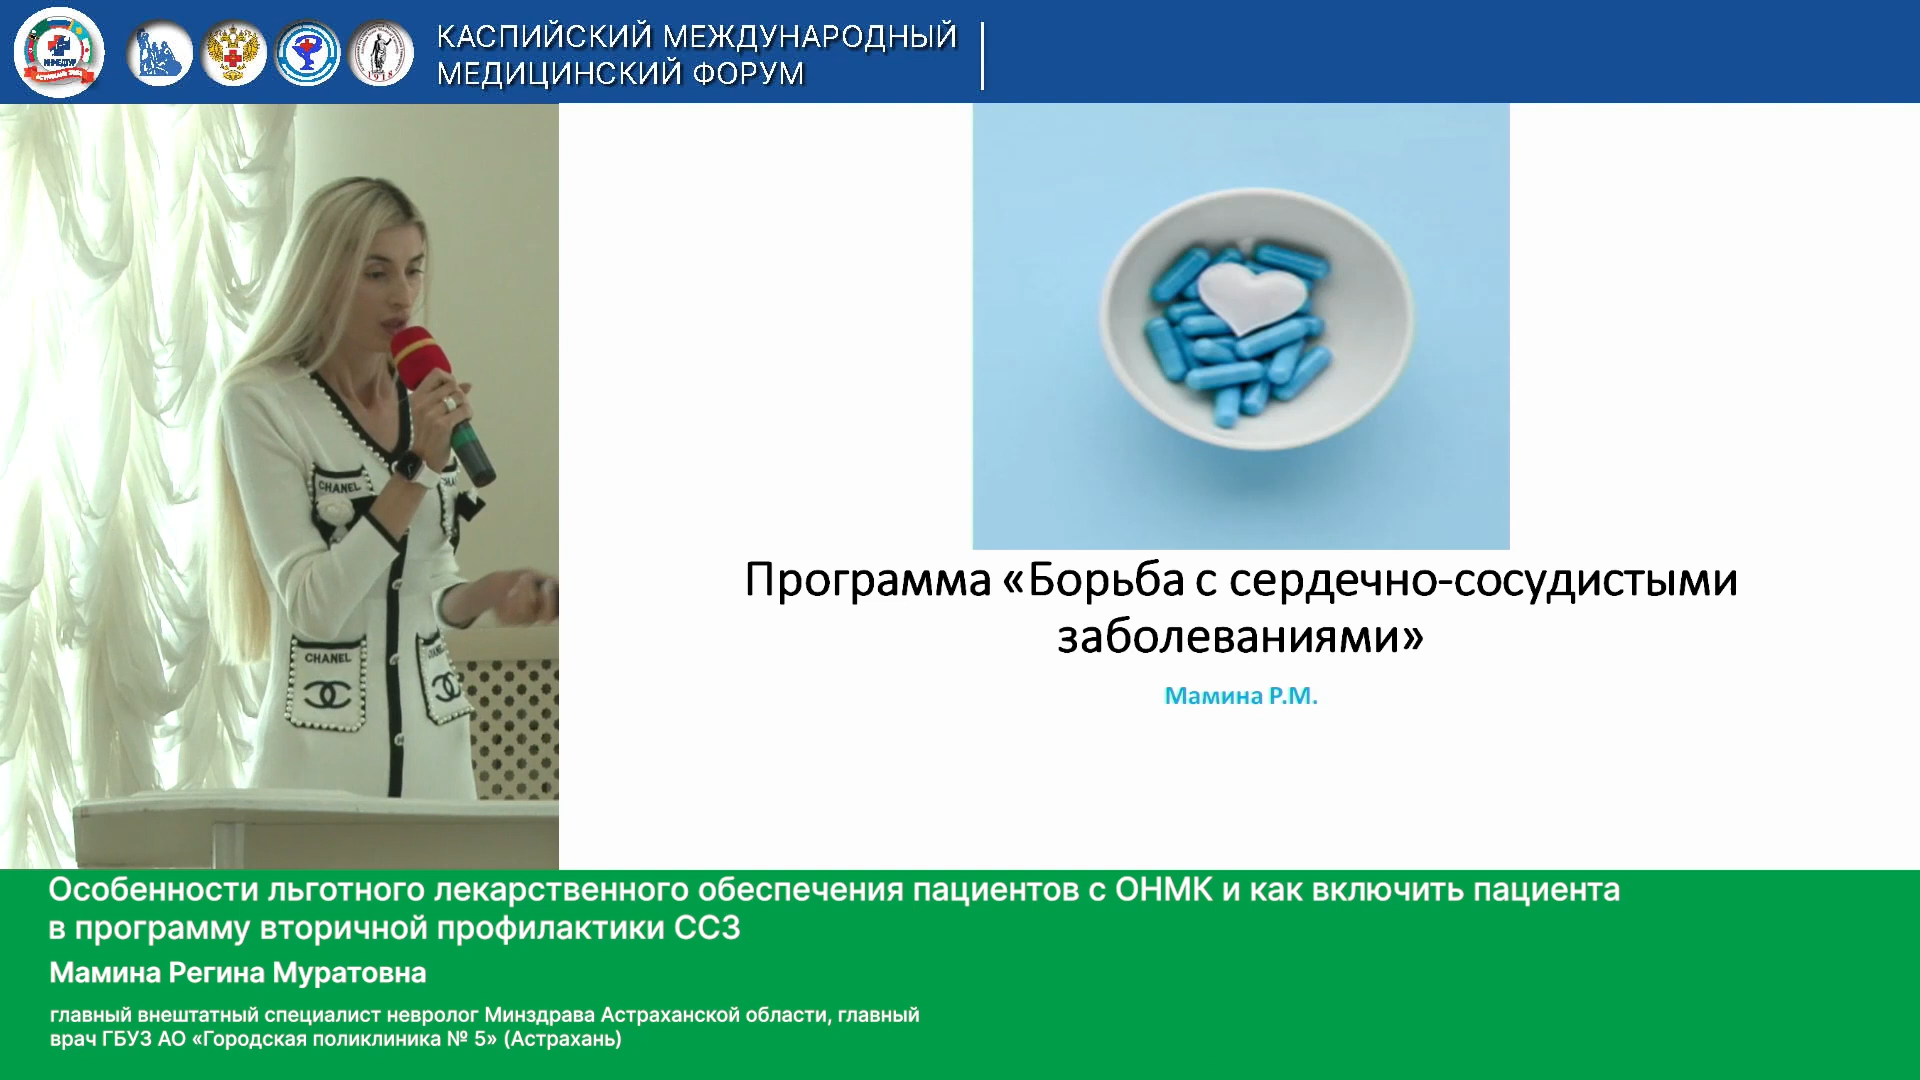 КАСПИЙСКИЙ МЕЖДУНАРОДНЫЙ
МЕДИЦИНСКИЙ ФОРУМ
1918
CHANEL
CHANEL
Программа «Борьба с сердечно-сосудистыми
заболеваниями»
Мамина Р.М.
Особенности льготного лекарственного обеспечения пациентов с ОНМК и как включить пациента
в программу вторичной профилактики ССЗ
Мамина Регина Муратовна
главный внештатный специалист невролог Минздрава Астраханской области, главный
врач ГБУЗ АО «Городская поликлиника № 5» (Астрахань)